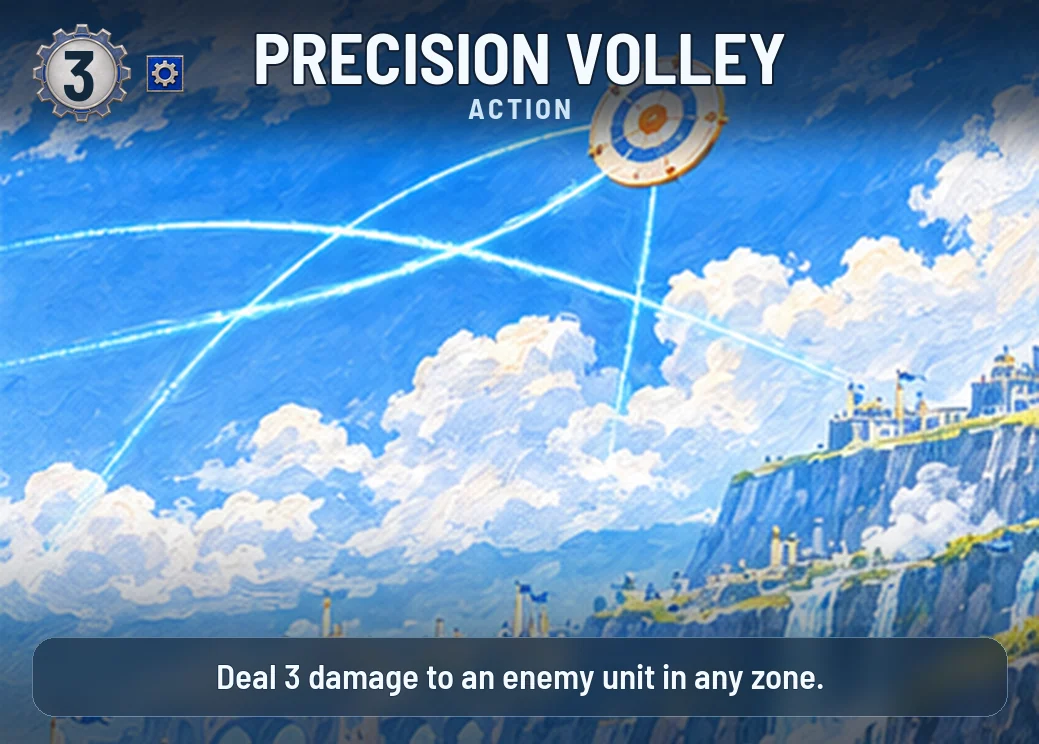 3
PRECISION VOLLEY
ACTION
Deal 3 damage to an enemy unit in any zone.